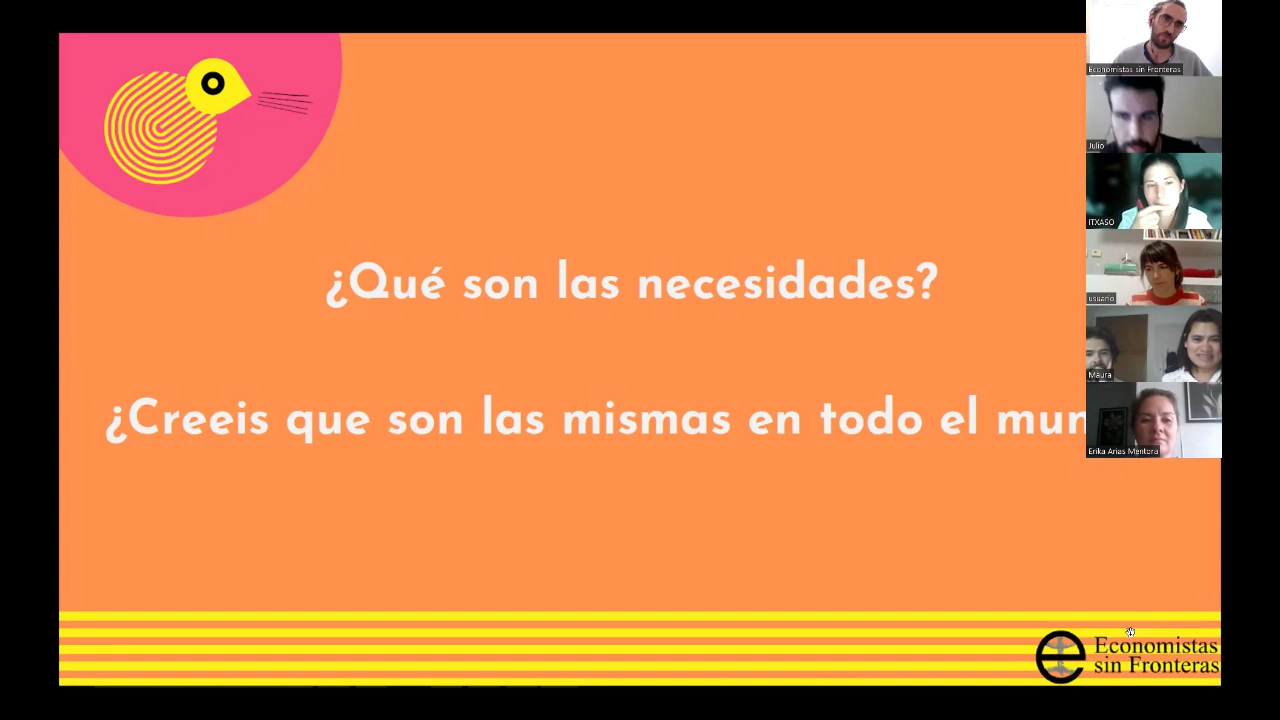 ¿Qué son las necesidades?
¿Creeis que son las mismas en todo el mun
Economistas sin Fronteras
Julio
ITXASO
usuario
Maura
Erika Arias Mentora
e Economistas
sin Fronteras